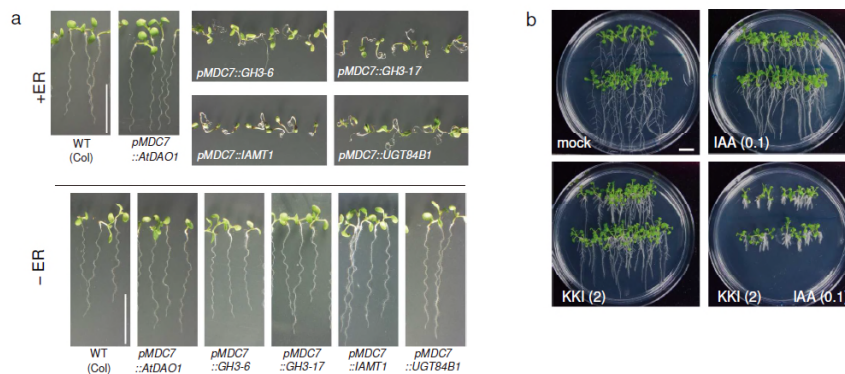 a
+ER
WT
(Col)
pMDC7
::AtDAO1
pMDC7::GH3-6
pMDC7::GH3-17
pMDC7::IAMT1
pMDC7::UGT84B1
– ER
WT
(Col)
pMDC7
::AtDAO1
pMDC7
::GH3-6
pMDC7
::GH3-17
pMDC7
::IAMT1
pMDC7
::UGT84B1
b
mock
IAA (0.1)
KKI (2)
KKI (2) IAA (0.1)